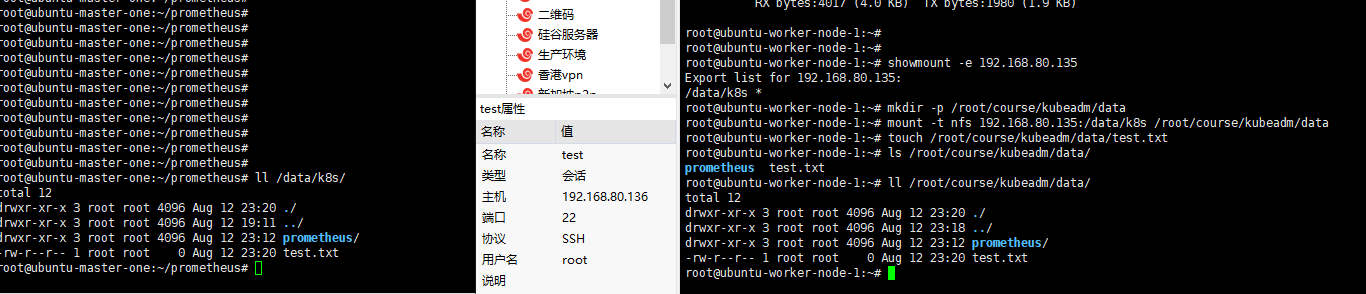 root@ubuntu-master-one:~/prometheus#
root@ubuntu-master-one:~/prometheus#
root@ubuntu-master-one:~/prometheus#
root@ubuntu-master-one:~/prometheus#
root@ubuntu-master-one:~/prometheus#
root@ubuntu-master-one:~/prometheus#
root@ubuntu-master-one:~/prometheus#
root@ubuntu-master-one:~/prometheus#
root@ubuntu-master-one:~/prometheus#
root@ubuntu-master-one:~/prometheus#
root@ubuntu-master-one:~/prometheus#
root@ubuntu-master-one:~/prometheus# ll /data/k8s/
total 12
drwxr-xr-x 3 root root 4096 Aug 12 23:20 ./
drwxr-xr-x 3 root root 4096 Aug 12 19:11 ../
drwxr-xr-x 3 root root 4096 Aug 12 23:12 prometheus/
-rw-r--r-- 1 root root    0 Aug 12 23:20 test.txt
root@ubuntu-master-one:~/prometheus#
二维码
硅谷服务器
生产环境
香港vpn
新加坡p2p
test属性
名称 值
名称 test
类型 会话
主机 192.168.80.136
端口 22
协议 SSH
用户名 root
说明
RX bytes:4017 (4.0 KB)  TX bytes:1980 (1.9 KB)
root@ubuntu-worker-node-1:~#
root@ubuntu-worker-node-1:~#
root@ubuntu-worker-node-1:~# showmount -e 192.168.80.135
Export list for 192.168.80.135:
/data/k8s *
root@ubuntu-worker-node-1:~# mkdir -p /root/course/kubeadm/data
root@ubuntu-worker-node-1:~# mount -t nfs 192.168.80.135:/data/k8s /root/course/kubeadm/data
root@ubuntu-worker-node-1:~# touch /root/course/kubeadm/data/test.txt
root@ubuntu-worker-node-1:~# ls /root/course/kubeadm/data/
prometheus  test.txt
root@ubuntu-worker-node-1:~# ll /root/course/kubeadm/data/
total 12
drwxr-xr-x 3 root root 4096 Aug 12 23:20 ./
drwxr-xr-x 3 root root 4096 Aug 12 23:18 ../
drwxr-xr-x 3 root root 4096 Aug 12 23:12 prometheus/
-rw-r--r-- 1 root root    0 Aug 12 23:20 test.txt
root@ubuntu-worker-node-1:~#